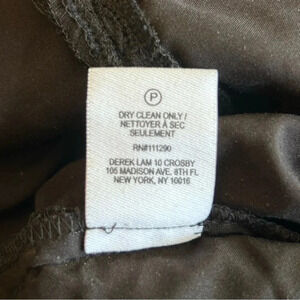 P
DRY CLEAN ONLY /
NETTOYER À SEC
SEULEMENT
RN#111290
DEREK LAM 10 CROSBY
105 MADISON AVE. 8TH FL
NEW YORK, NY 10016